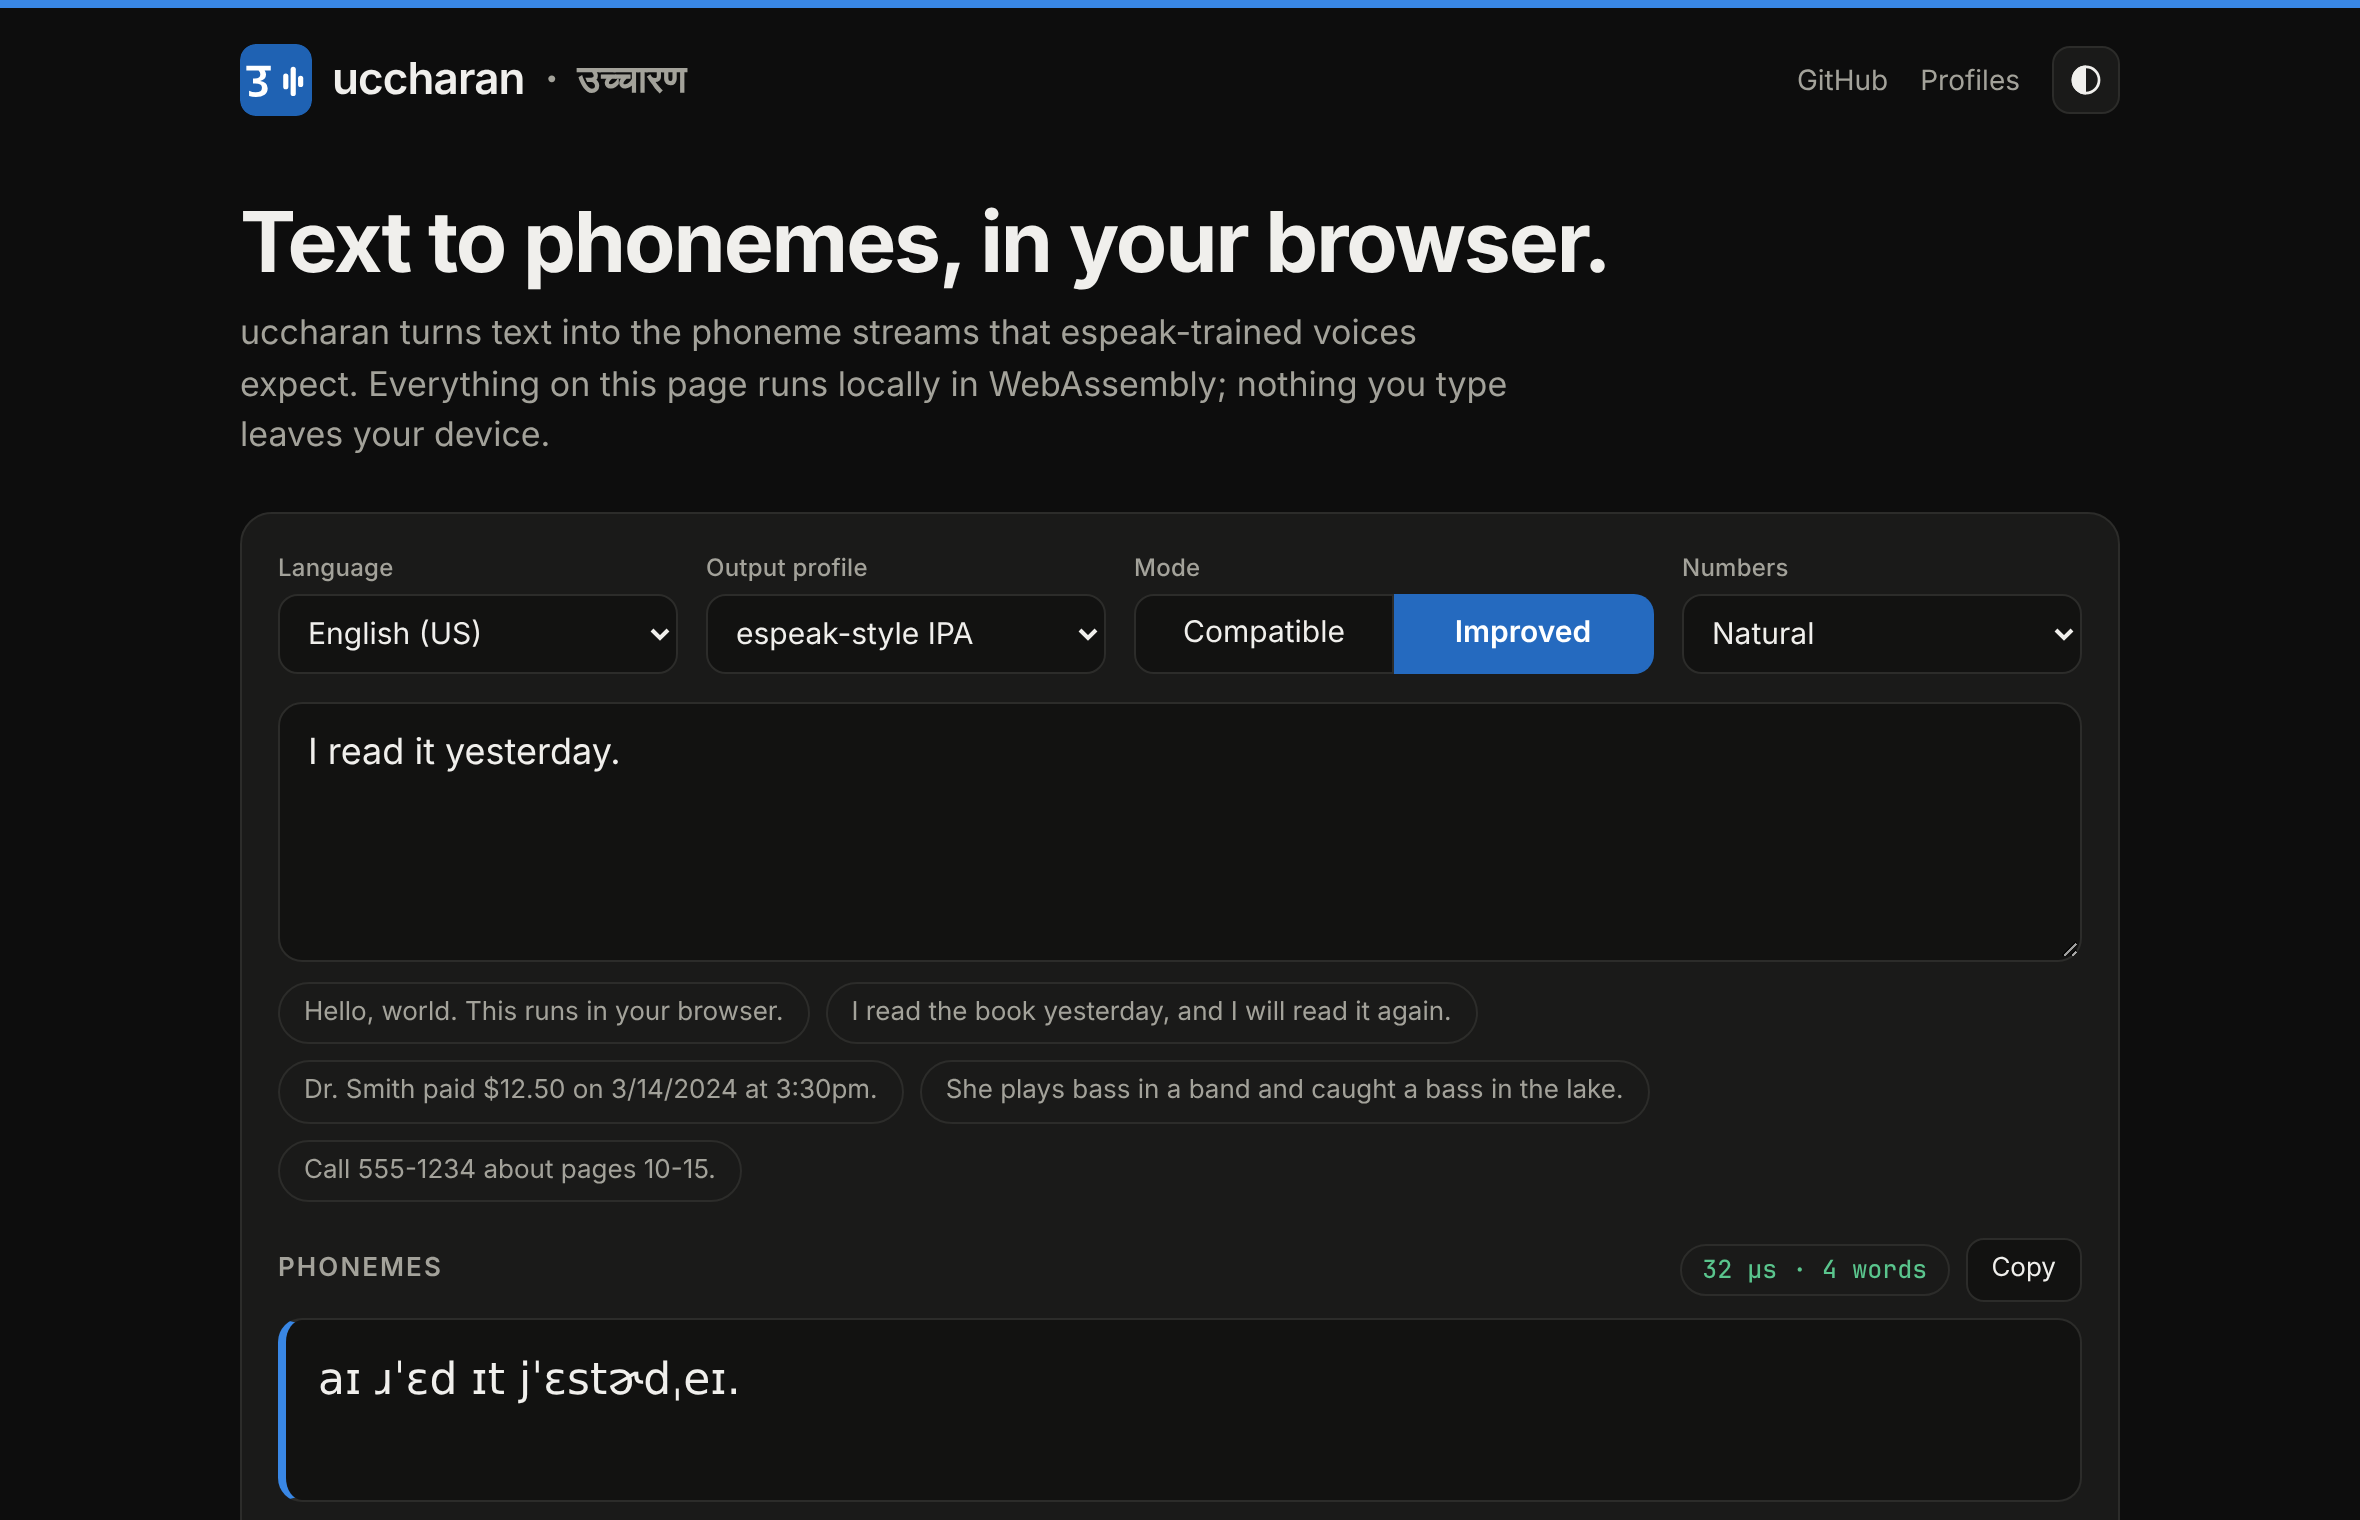 उ
uccharan · उच्चारण
GitHub Profiles
Text to phonemes, in your browser.
uccharan turns text into the phoneme streams that espeak-trained voices
expect. Everything on this page runs locally in WebAssembly; nothing you type
leaves your device.
Language Output profile Mode Numbers
English (US) espeak-style IPA Compatible Improved Natural
I read it yesterday.
Hello, world. This runs in your browser. I read the book yesterday, and I will read it again.
Dr. Smith paid $12.50 on 3/14/2024 at 3:30pm. She plays bass in a band and caught a bass in the lake.
Call 555-1234 about pages 10-15.
PHONEMES 32 µs · 4 words Copy
aɪ ɹˈɛd ɪt jˈɛstɚdˌeɪ.